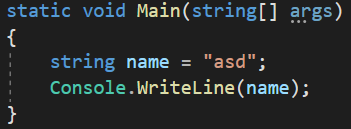 static void Main(string[] args)
{
    string name = "asd";
    Console.WriteLine(name);
}